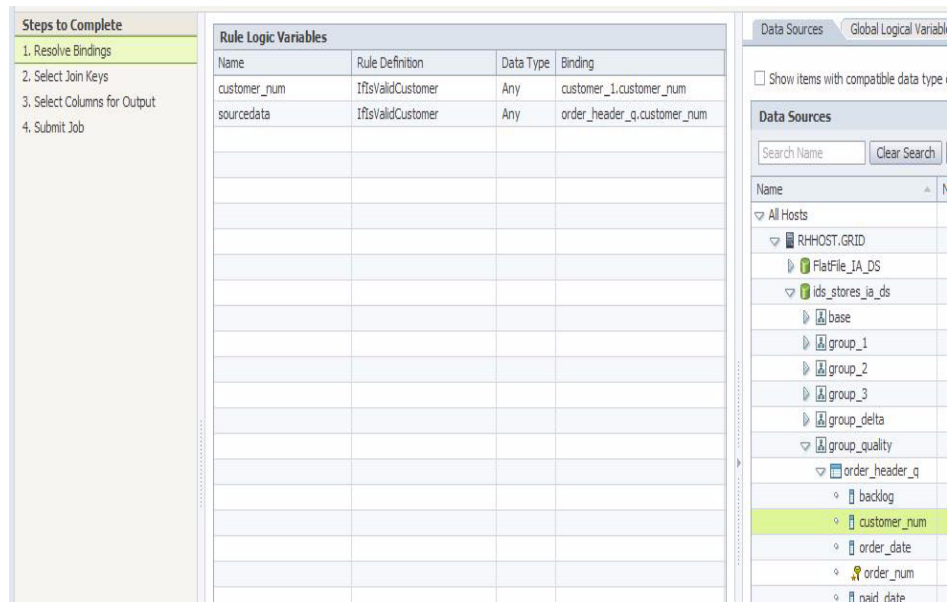 Steps to Complete
1. Resolve Bindings
2. Select Join Keys
3. Select Columns for Output
4. Submit Job
Rule Logic Variables
Name Rule Definition Data Type Binding
customer_num IfIsValidCustomer Any customer_1.customer_num
sourcedata IfIsValidCustomer Any order_header_q.customer_num
Data Sources Global Logical Variabl
Show items with compatible data type
Data Sources
Search Name Clear Search
Name N
All Hosts
RHHOST.GRID
FlatFile_IA_DS
ids_stores_ia_ds
base
group_1
group_2
group_3
group_delta
group_quality
order_header_q
backlog
customer_num
order_date
order_num
paid_date